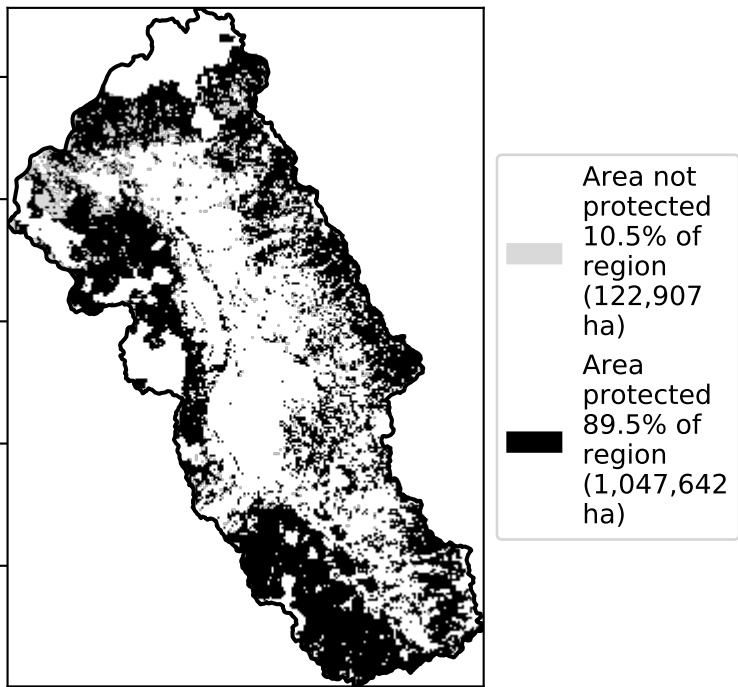 Area not
protected
10.5% of
region
(122,907
ha)
Area
protected
89.5% of
region
(1,047,642
ha)